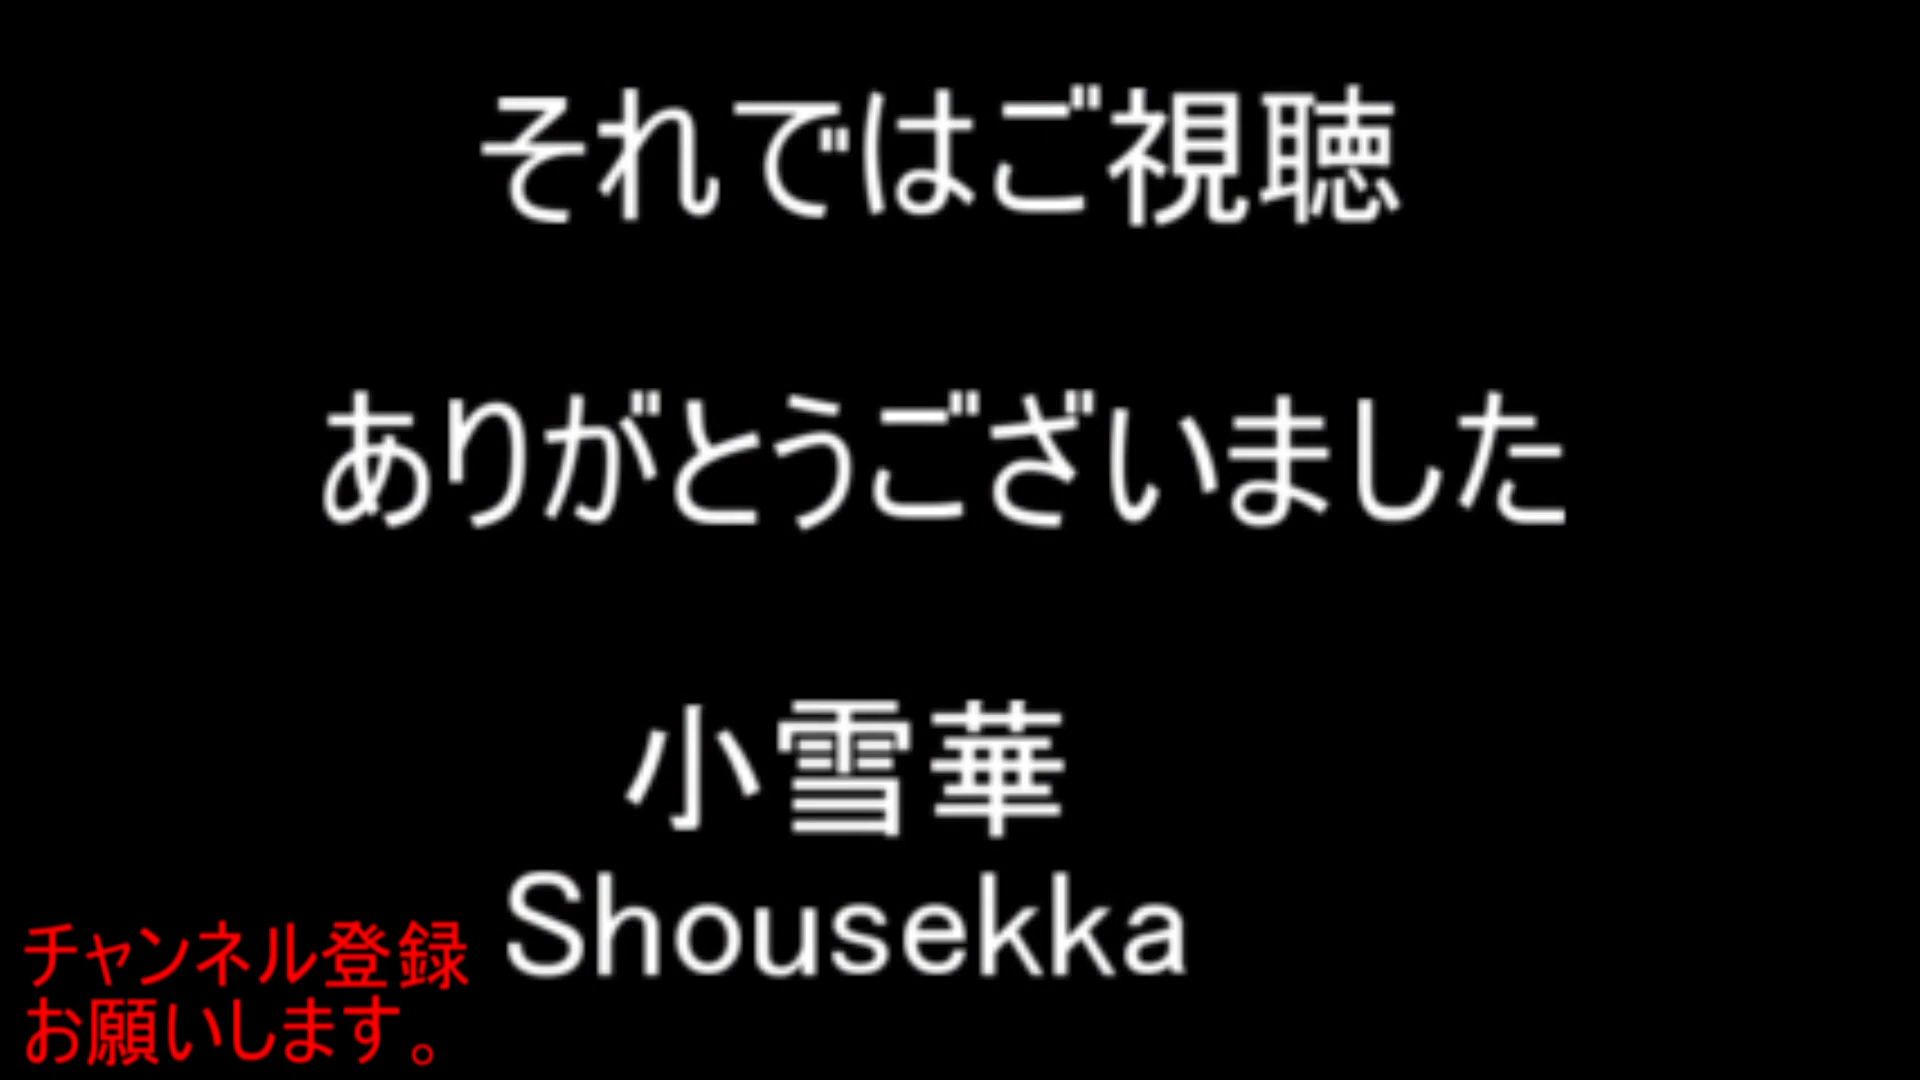 それではご視聴
ありがとうございました
小雪華
Shousekka
チャンネル登録
お願いします。